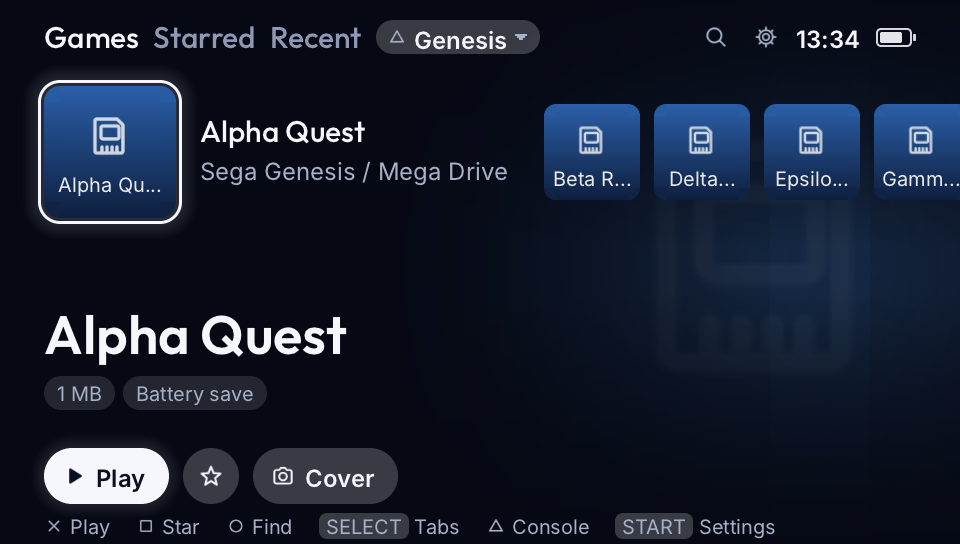 Games Starred Recent Genesis 13:34
Alpha Qu...
Alpha Quest
Sega Genesis / Mega Drive
Beta R...
Delta...
Epsilo...
Gamm...
Alpha Quest
1 MB Battery save
Play Cover
Play Star Find SELECT Tabs Console START Settings